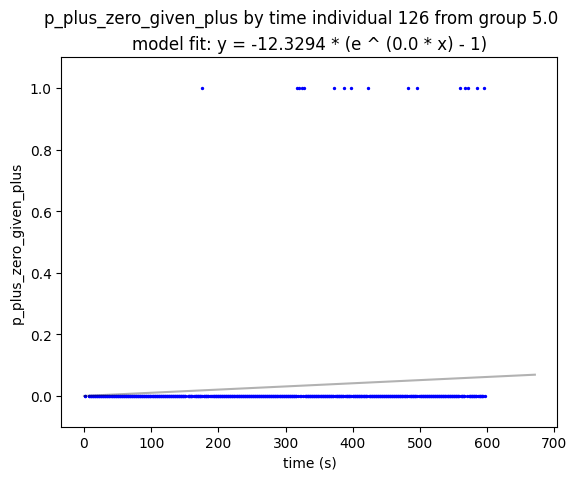 p_plus_zero_given_plus by time individual 126 from group 5.0
model fit: y = -12.3294 * (e ^ (0.0 * x) - 1)
1.0
0.8
0.6
0.4
0.2
0.0
p_plus_zero_given_plus
0 100 200 300 400 500 600 700
time (s)